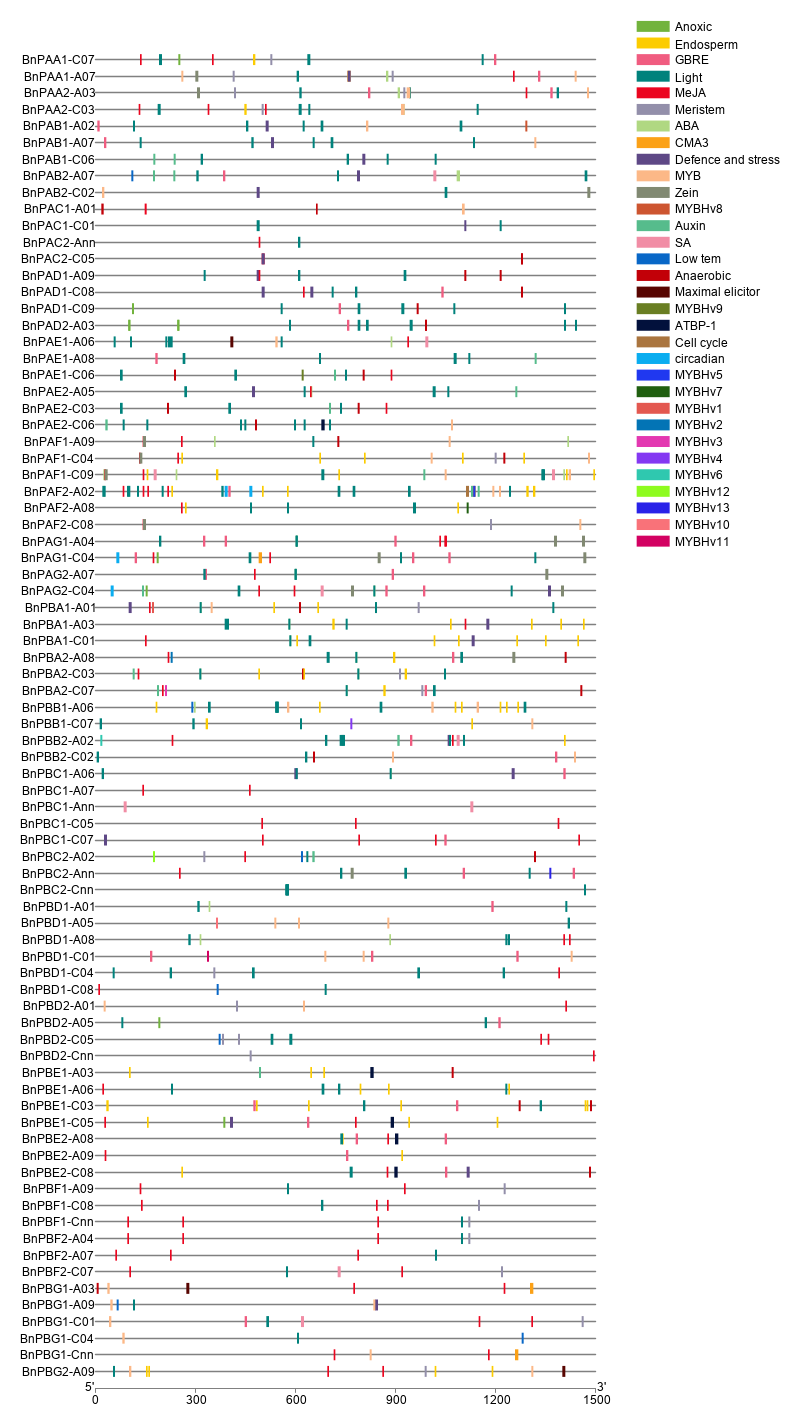 Anoxic
Endosperm
GBRE
Light
MeJA
Meristem
ABA
CMA3
Defence and stress
MYB
Zein
MYBHv8
Auxin
SA
Low tem
Anaerobic
Maximal elicitor
MYBHv9
ATBP-1
Cell cycle
circadian
MYBHv5
MYBHv7
MYBHv1
MYBHv2
MYBHv3
MYBHv4
MYBHv6
MYBHv12
MYBHv13
MYBHv10
MYBHv11
BnPAA1-C07
BnPAA1-A07
BnPAA2-A03
BnPAA2-C03
BnPAB1-A02
BnPAB1-A07
BnPAB1-C06
BnPAB2-A07
BnPAB2-C02
BnPAC1-A01
BnPAC1-C01
BnPAC2-Ann
BnPAC2-C05
BnPAD1-A09
BnPAD1-C08
BnPAD1-C09
BnPAD2-A03
BnPAE1-A06
BnPAE1-A08
BnPAE1-C06
BnPAE2-A05
BnPAE2-C03
BnPAE2-C06
BnPAF1-A09
BnPAF1-C04
BnPAF1-C09
BnPAF2-A02
BnPAF2-A08
BnPAF2-C08
BnPAG1-A04
BnPAG1-C04
BnPAG2-A07
BnPAG2-C04
BnPBA1-A01
BnPBA1-A03
BnPBA1-C01
BnPBA2-A08
BnPBA2-C03
BnPBA2-C07
BnPBB1-A06
BnPBB1-C07
BnPBB2-A02
BnPBB2-C02
BnPBC1-A06
BnPBC1-A07
BnPBC1-Ann
BnPBC1-C05
BnPBC1-C07
BnPBC2-A02
BnPBC2-Ann
BnPBC2-Cnn
BnPBD1-A01
BnPBD1-A05
BnPBD1-A08
BnPBD1-C01
BnPBD1-C04
BnPBD1-C08
BnPBD2-A01
BnPBD2-A05
BnPBD2-C05
BnPBD2-Cnn
BnPBE1-A03
BnPBE1-A06
BnPBE1-C03
BnPBE1-C05
BnPBE2-A08
BnPBE2-A09
BnPBE2-C08
BnPBF1-A09
BnPBF1-C08
BnPBF1-Cnn
BnPBF2-A04
BnPBF2-A07
BnPBF2-C07
BnPBG1-A03
BnPBG1-A09
BnPBG1-C01
BnPBG1-C04
BnPBG1-Cnn
BnPBG2-A09
5' 3'
0 300 600 900 1200 1500